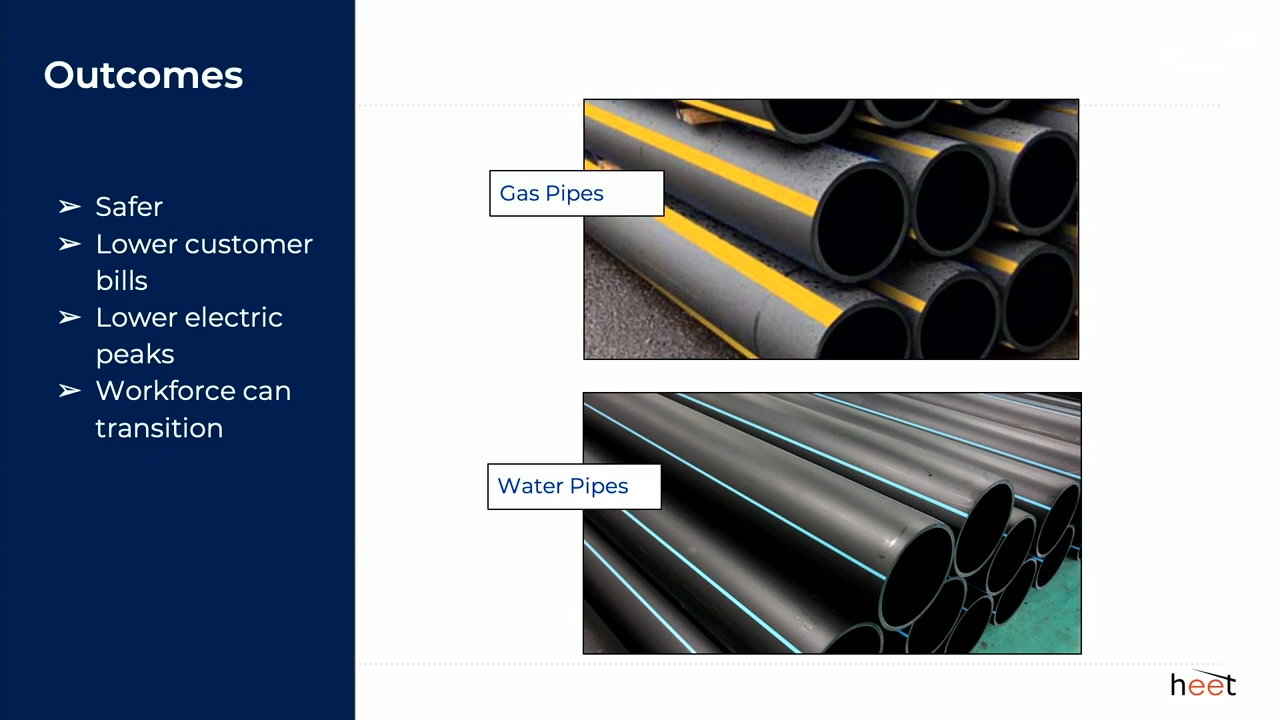 Outcomes
➢ Safer
➢ Lower customer
bills
➢ Lower electric
peaks
➢ Workforce can
transition
Gas Pipes
Water Pipes
heet